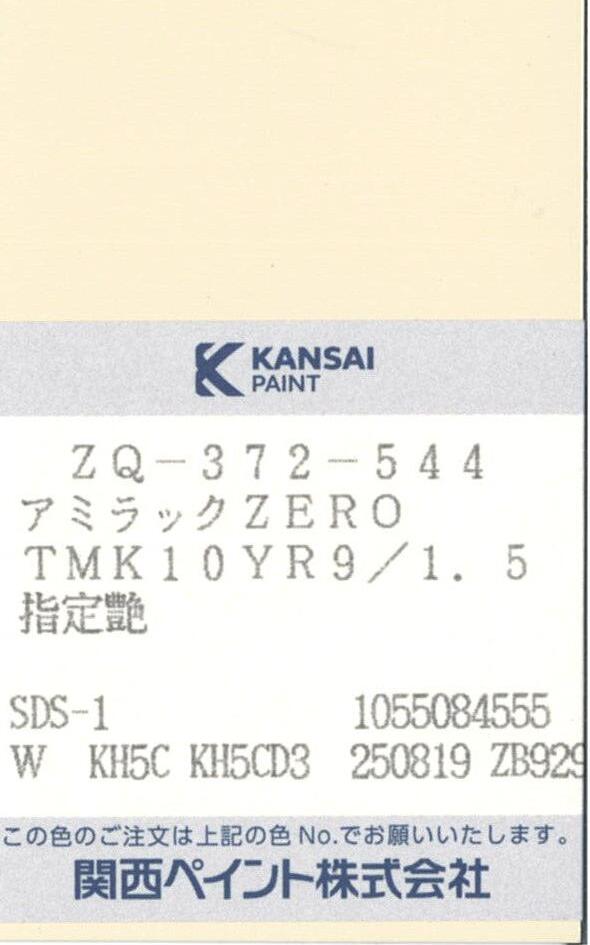 KANSAI
PAINT
ZQ-372-544
アミラックZERO
TMK10YR9/1. 5
指定艶
SDS-1 1055084555
W KH5C KH5CD3 250819 ZB929
この色のご注文は上記の色No.でお願いいたします。
関西ペイント株式会社